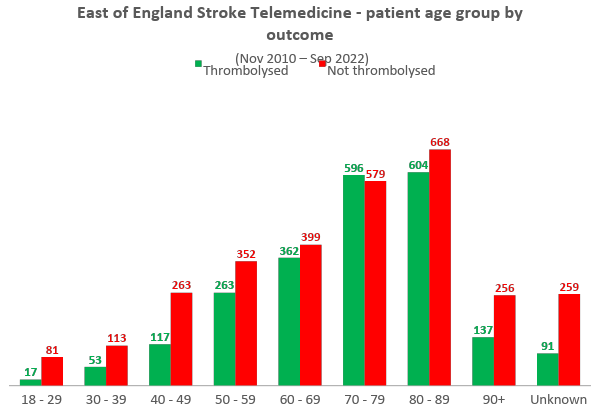 East of England Stroke Telemedicine - patient age group by
outcome
(Nov 2010 – Sep 2022)
Thrombolysed Not thrombolysed
17 81 53 113 117 263 263 352 362 399 596 579 604 668 137 256 91 259
18 - 29 30 - 39 40 - 49 50 - 59 60 - 69 70 - 79 80 - 89 90+ Unknown